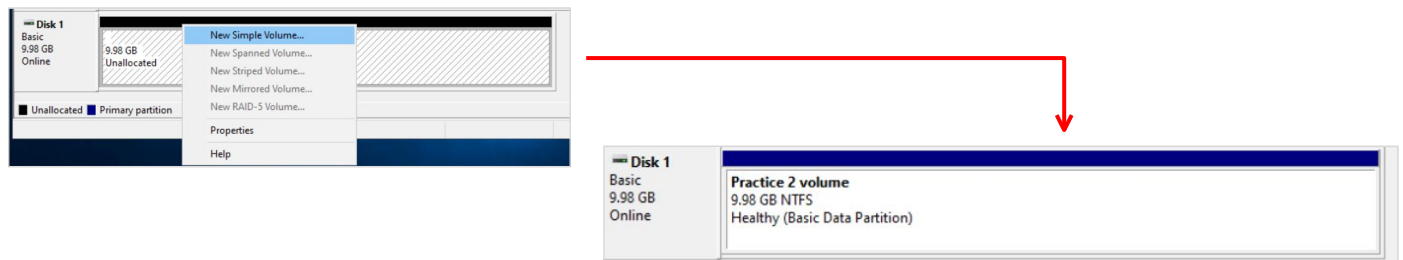 Disk 1
Basic
9.98 GB
Online
9.98 GB
Unallocated
New Simple Volume...
New Spanned Volume...
New Striped Volume...
New Mirrored Volume...
New RAID-5 Volume...
Properties
Help
Unallocated Primary partition
Disk 1
Basic
9.98 GB
Online
Practice 2 volume
9.98 GB NTFS
Healthy (Basic Data Partition)